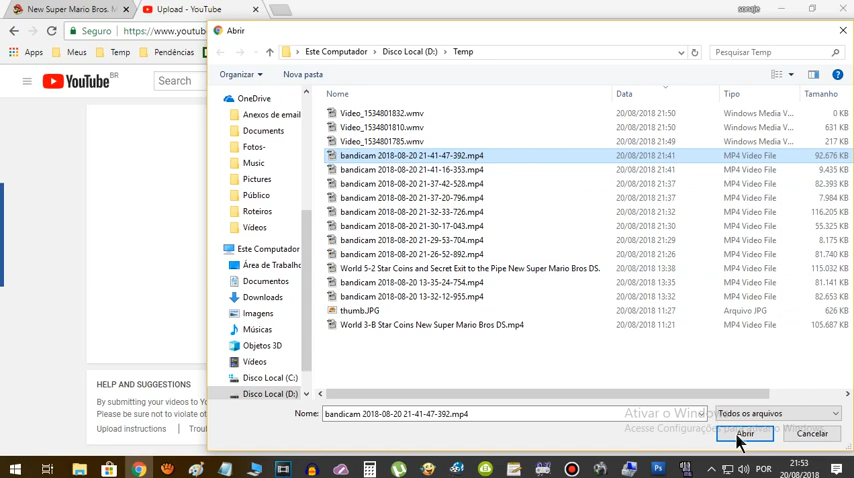 New Super Mario Bros. M
Upload - YouTube
soraje
Seguro
https://www.youtub
Apps
Meus
Temp
Pendências
YouTube BR
Search
HELP AND SUGGESTIONS
By submitting your videos to Yo
Please be sure not to violate ot
Upload instructions
Trou
Abrir
Este Computador > Disco Local (D:) > Temp
Pesquisar Temp
Organizar
Nova pasta
OneDrive
Anexos de email
Documents
Fotos-
Music
Pictures
Público
Roteiros
Vídeos
Este Computador
Área de Trabalho
Documentos
Downloads
Imagens
Músicas
Objetos 3D
Vídeos
Disco Local (C:)
Disco Local (D:)
Nome Data Tipo Tamanho
Video_1534801832.wmv 20/08/2018 21:50 Windows Media V... 0 KB
Video_1534801810.wmv 20/08/2018 21:50 Windows Media V... 631 KB
Video_1534801785.wmv 20/08/2018 21:49 Windows Media V... 217 KB
bandicam 2018-08-20 21-41-47-392.mp4 20/08/2018 21:41 MP4 Video File 92.676 KB
bandicam 2018-08-20 21-41-16-353.mp4 20/08/2018 21:41 MP4 Video File 9.435 KB
bandicam 2018-08-20 21-37-42-528.mp4 20/08/2018 21:37 MP4 Video File 82.393 KB
bandicam 2018-08-20 21-37-20-796.mp4 20/08/2018 21:37 MP4 Video File 7.984 KB
bandicam 2018-08-20 21-32-33-726.mp4 20/08/2018 21:32 MP4 Video File 116.205 KB
bandicam 2018-08-20 21-30-17-043.mp4 20/08/2018 21:30 MP4 Video File 55.325 KB
bandicam 2018-08-20 21-29-53-704.mp4 20/08/2018 21:29 MP4 Video File 8.175 KB
bandicam 2018-08-20 21-26-52-892.mp4 20/08/2018 21:26 MP4 Video File 81.740 KB
World 5-2 Star Coins and Secret Exit to the Pipe New Super Mario Bros DS. 20/08/2018 13:38 MP4 Video File 115.032 KB
bandicam 2018-08-20 13-35-24-754.mp4 20/08/2018 13:35 MP4 Video File 81.141 KB
bandicam 2018-08-20 13-32-12-955.mp4 20/08/2018 13:32 MP4 Video File 82.653 KB
thumb.JPG 20/08/2018 11:27 Arquivo JPG 626 KB
World 3-B Star Coins New Super Mario Bros DS.mp4 20/08/2018 11:21 MP4 Video File 105.687 KB
Nome: bandicam 2018-08-20 21-41-47-392.mp4
Todos os arquivos
Ativar o Window
Acesse Configurações para ativar o Windows.
Abrir
Cancelar
POR
21:53
20/08/2018